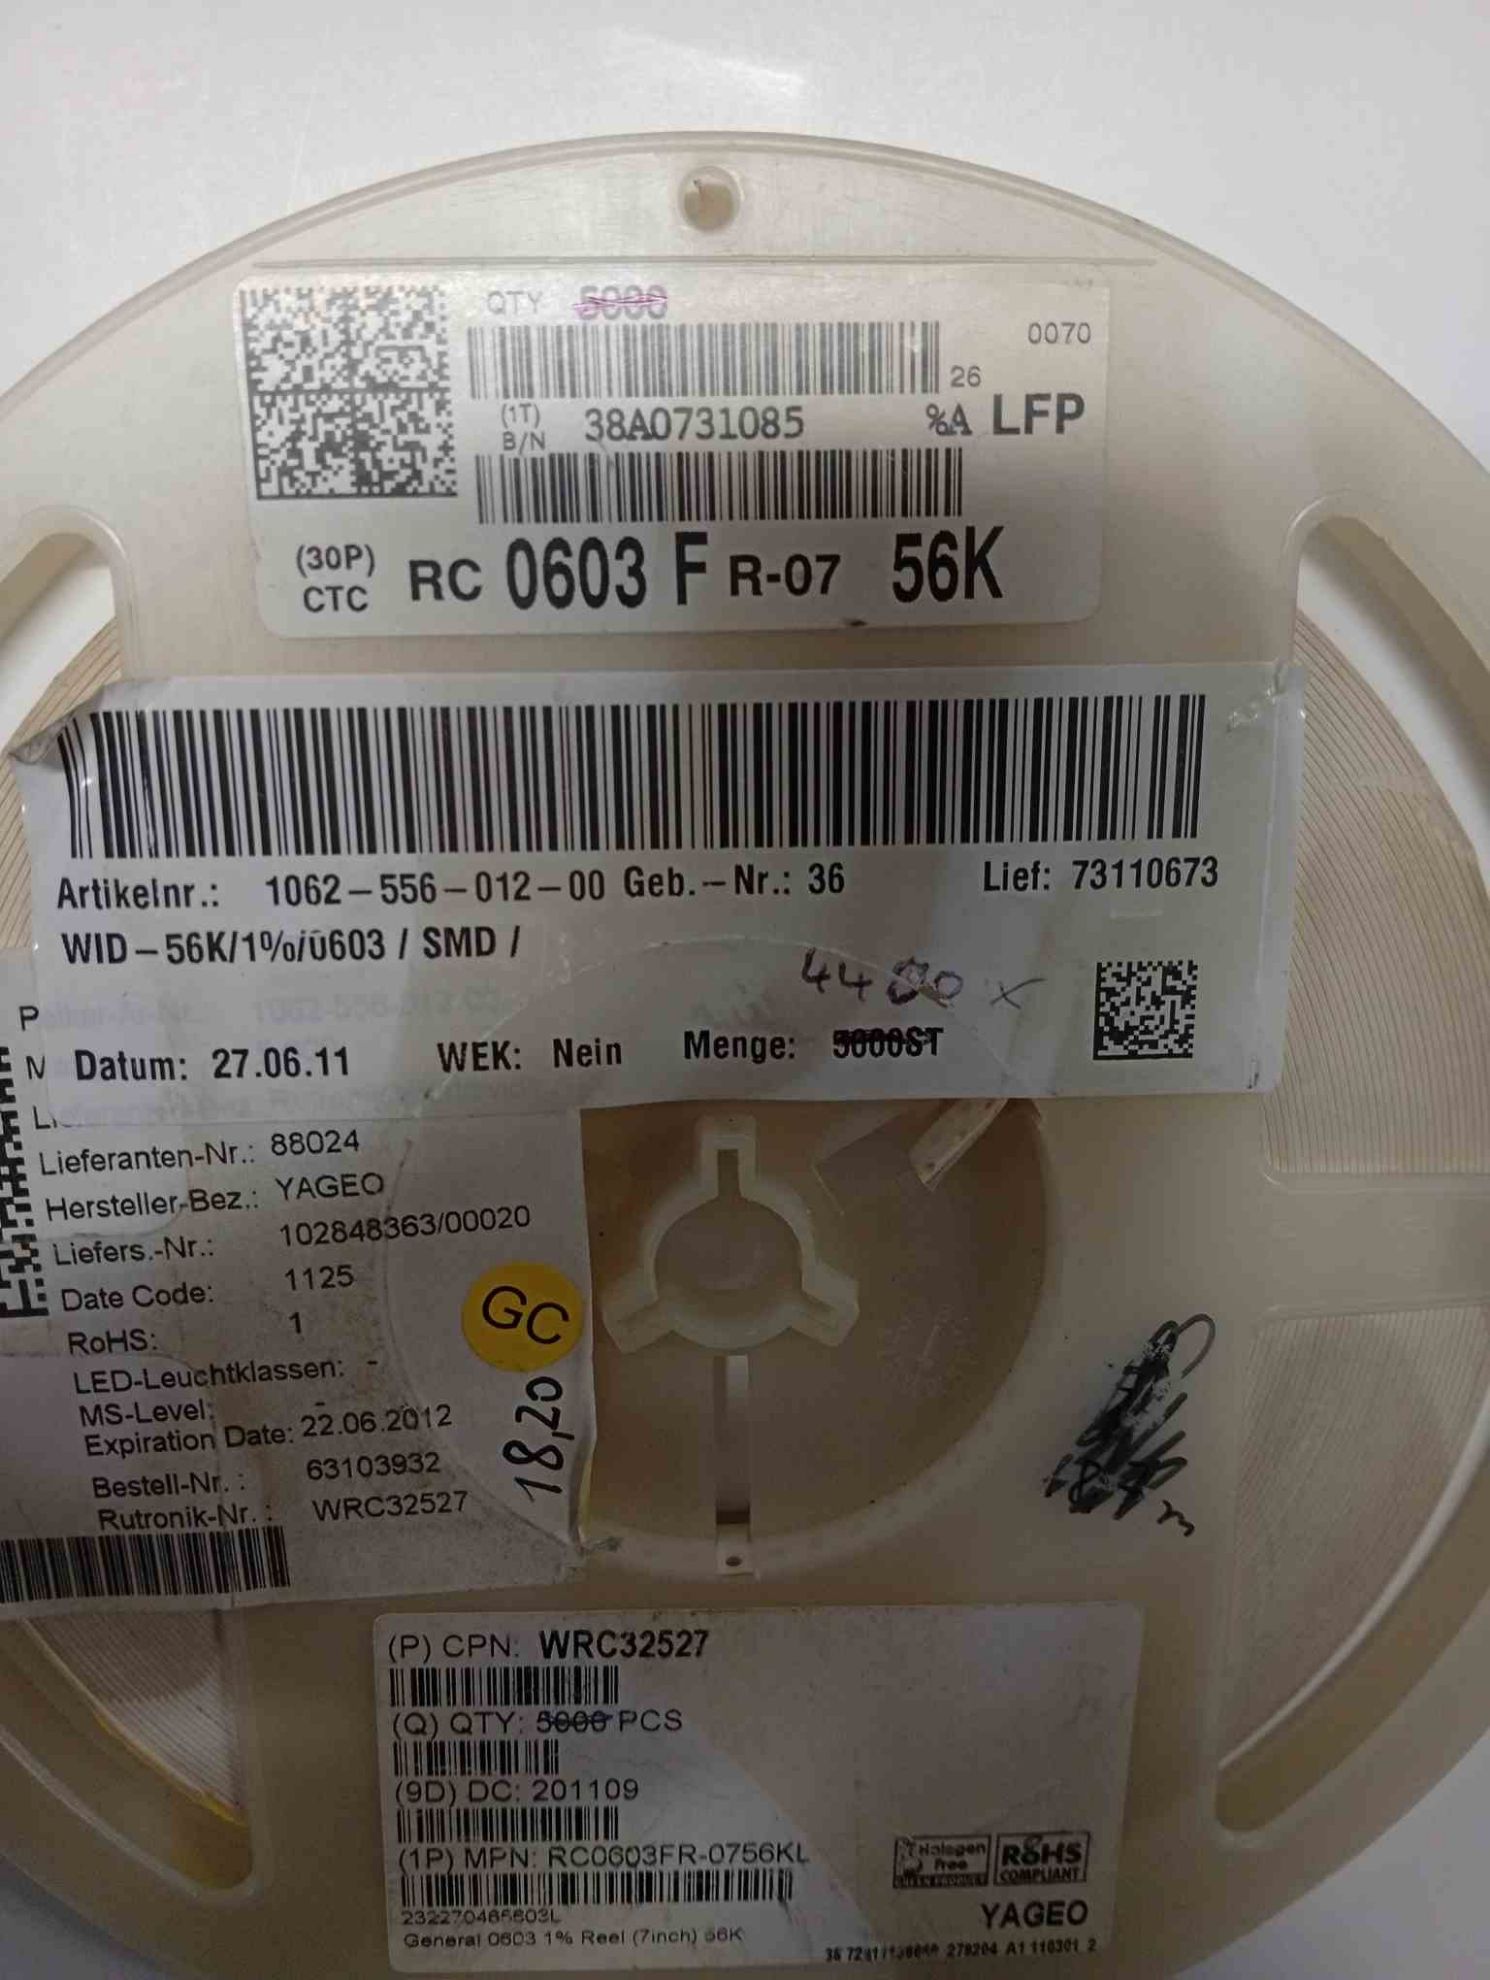 QTY 5000
0070
26
(1T)
B/N 38A0731085 %A LFP
(30P)
CTC RC 0603 F R-07 56K
Artikelnr.: 1062-556-012-00 Geb.-Nr.: 36 Lief: 73110673
WID-56K/1%/0603 / SMD /
4400 x
Datum: 27.06.11 WEK: Nein Menge: 5000ST
P
M
Lieferanten-Nr.: 88024
Hersteller-Bez.: YAGEO
Liefers.-Nr.: 102848363/00020
Date Code: 1125
RoHS: 1
LED-Leuchtklassen: -
MS-Level: -
Expiration Date: 22.06.2012
Bestell-Nr. : 63103932
Rutronik-Nr. : WRC32527
GC
18,20
(P) CPN: WRC32527
(Q) QTY: 5000 PCS
(9D) DC: 201109
(1P) MPN: RC0603FR-0756KL
General 0603 1% Reel (7inch) 56K
Halogen
Free
RoHS
COMPLIANT
YAGEO
278204 A1 110301 2